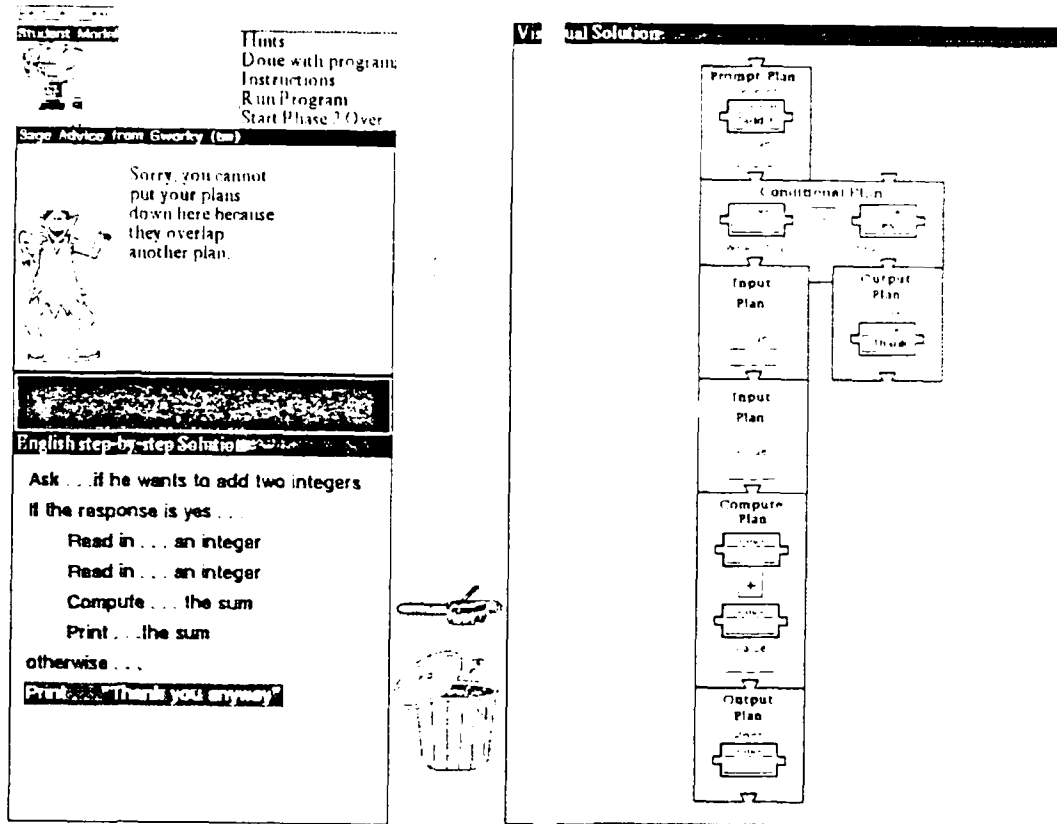 Student Model
Hints
Done with program
Instructions
Run Program
Start Phase 2 Over
Sage Advice from Gworky (tm)
Sorry, you cannot
put your plans
down here because
they overlap
another plan.
English step-by-step Solution
Ask . . .if he wants to add two integers
If the response is yes . . .
Read in . . . an integer
Read in . . . an integer
Compute . . . the sum
Print . . .the sum
otherwise . . .
Print . . . "Thank you anyway"
Visual Solution
Prompt Plan
Conditional Plan
Input
Plan
Output
Plan
Thank
Input
Plan
Compute
Plan
+
Output
Plan